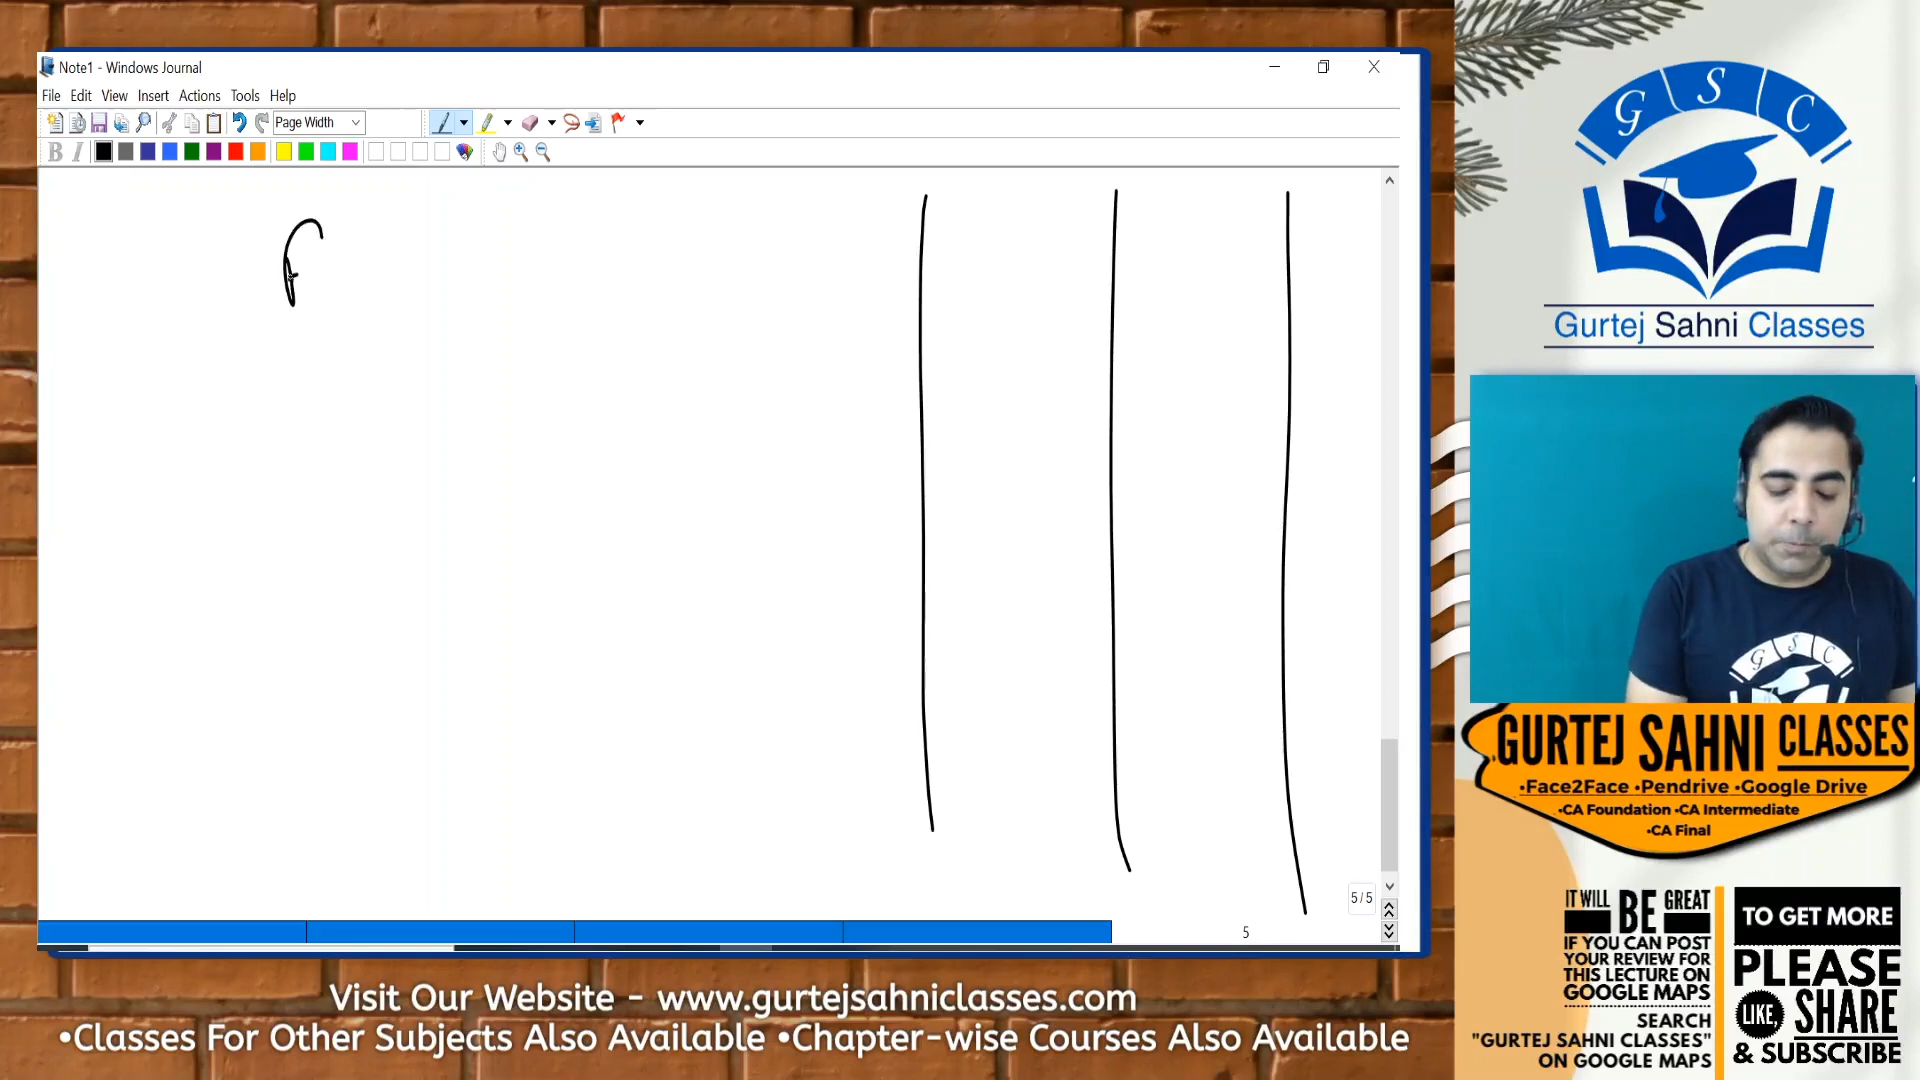 Note1 - Windows Journal
File Edit View Insert Actions Tools Help
Page Width
B I
5 / 5
5
G S C
Gurtej Sahni Classes
G S C
GURTEJ SAHNI CLASSES
•Face2Face •Pendrive •Google Drive
•CA Foundation •CA Intermediate
•CA Final
IT WILL BE GREAT
IF YOU CAN POST
YOUR REVIEW FOR
THIS LECTURE ON
GOOGLE MAPS
SEARCH
"GURTEJ SAHNI CLASSES"
ON GOOGLE MAPS
TO GET MORE
PLEASE
LIKE, SHARE
& SUBSCRIBE
Visit Our Website - www.gurtejsahniclasses.com
•Classes For Other Subjects Also Available •Chapter-wise Courses Also Available